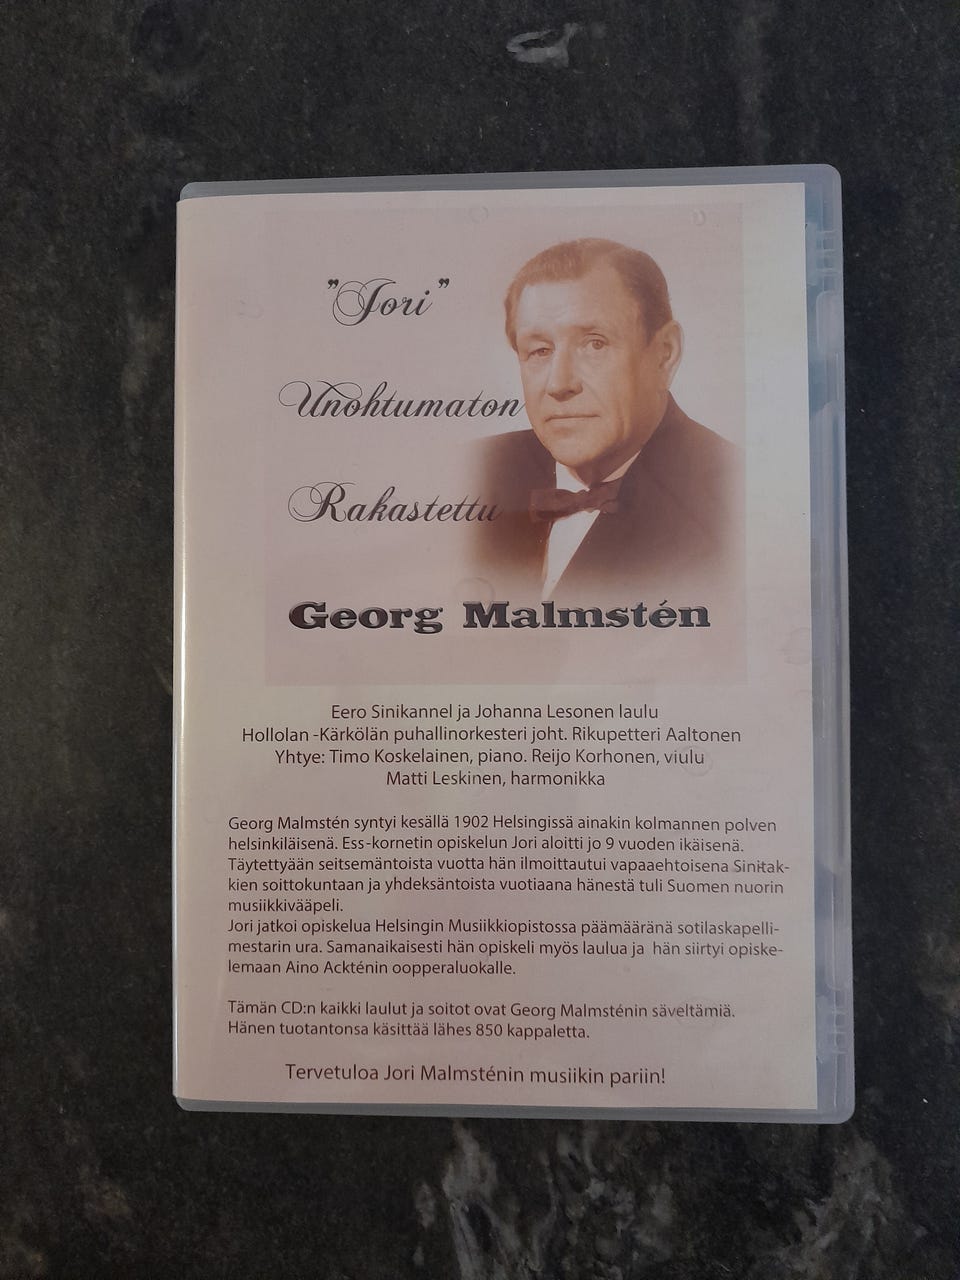 "Jori"
Unohtumaton
Rakastettu
Georg Malmstén
Eero Sinikannel ja Johanna Lesonen laulu
Hollolan -Kärkölän puhallinorkesteri joht. Rikupetteri Aaltonen
Yhtye: Timo Koskelainen, piano. Reijo Korhonen, viulu
Matti Leskinen, harmonikka
Georg Malmstén syntyi kesällä 1902 Helsingissä ainakin kolmannen polven
helsinkiläisenä. Ess-kornetin opiskelun Jori aloitti jo 9 vuoden ikäisenä.
Täytettyään seitsemäntoista vuotta hän ilmoittautui vapaaehtoisena Sinitak-
kien soittokuntaan ja yhdeksäntoista vuotiaana hänestä tuli Suomen nuorin
musiikkivääpeli.
Jori jatkoi opiskelua Helsingin Musiikkiopistossa päämääränä sotilaskapelli-
mestarin ura. Samanaikaisesti hän opiskeli myös laulua ja hän siirtyi opiske-
lemaan Aino Ackténin oopperaluokalle.
Tämän CD:n kaikki laulut ja soitot ovat Georg Malmsténin säveltämiä.
Hänen tuotantonsa käsittää lähes 850 kappaletta.
Tervetuloa Jori Malmsténin musiikin pariin!